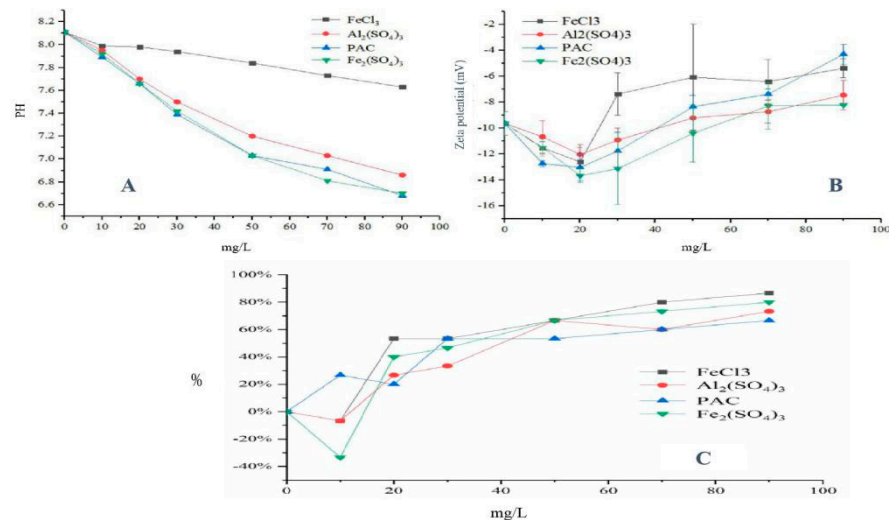 8.2
8.0
7.8
7.6
7.4
7.2
7.0
6.8
6.6
PH
FeCl₃
Al₂(SO₄)₃
PAC
Fe₂(SO₄)₃
A
0 10 20 30 40 50 60 70 80 90 100
mg/L
-2
-4
-6
-8
-10
-12
-14
-16
Zeta potential (mV)
FeCl3
Al2(SO4)3
PAC
Fe2(SO4)3
B
0 20 40 60 80 100
mg/L
100%
80%
60%
40%
20%
0%
-20%
-40%
%
FeCl3
Al₂(SO₄)₃
PAC
Fe₂(SO₄)₃
C
0 20 40 60 80 100
mg/L